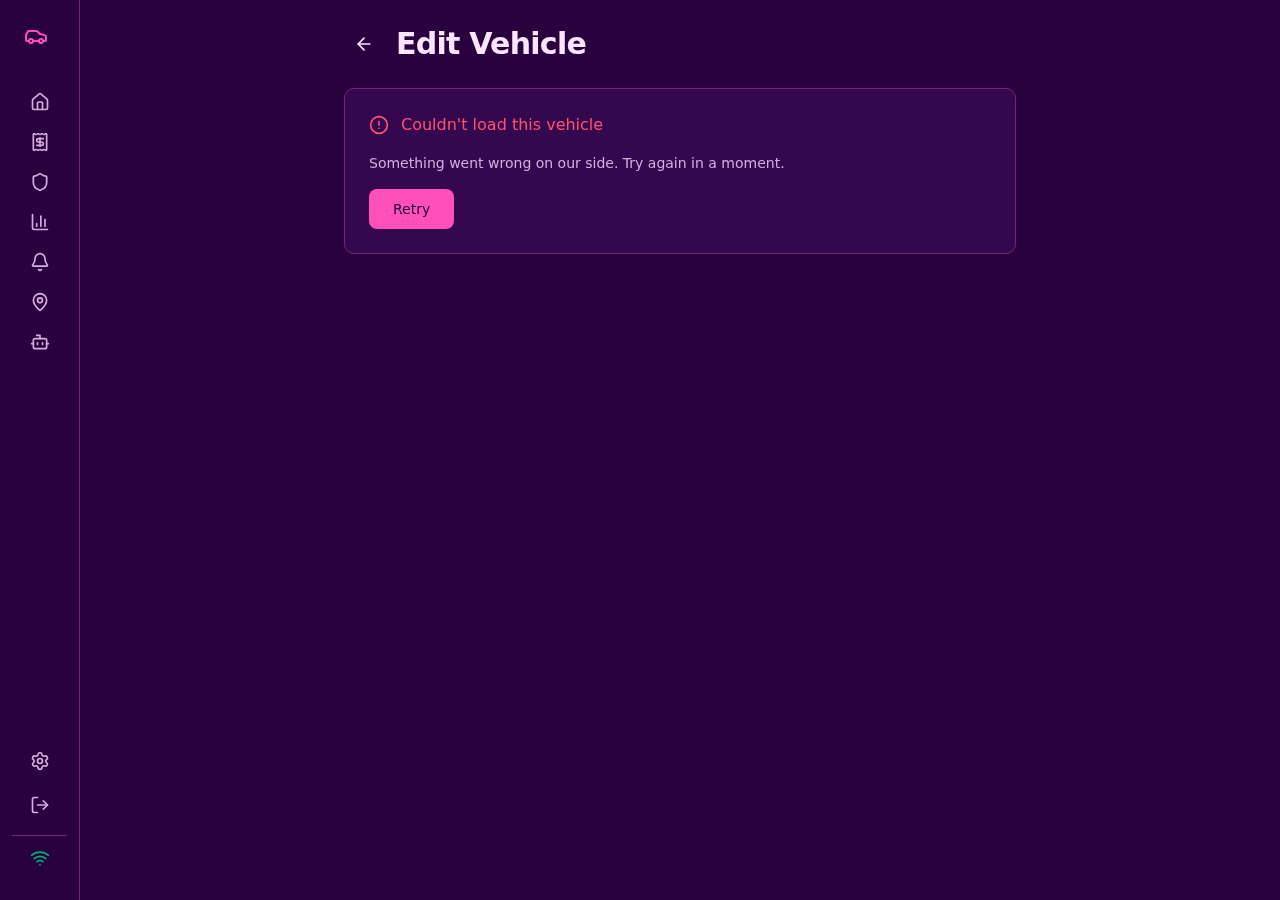 Edit Vehicle
Couldn't load this vehicle
Something went wrong on our side. Try again in a moment.
Retry